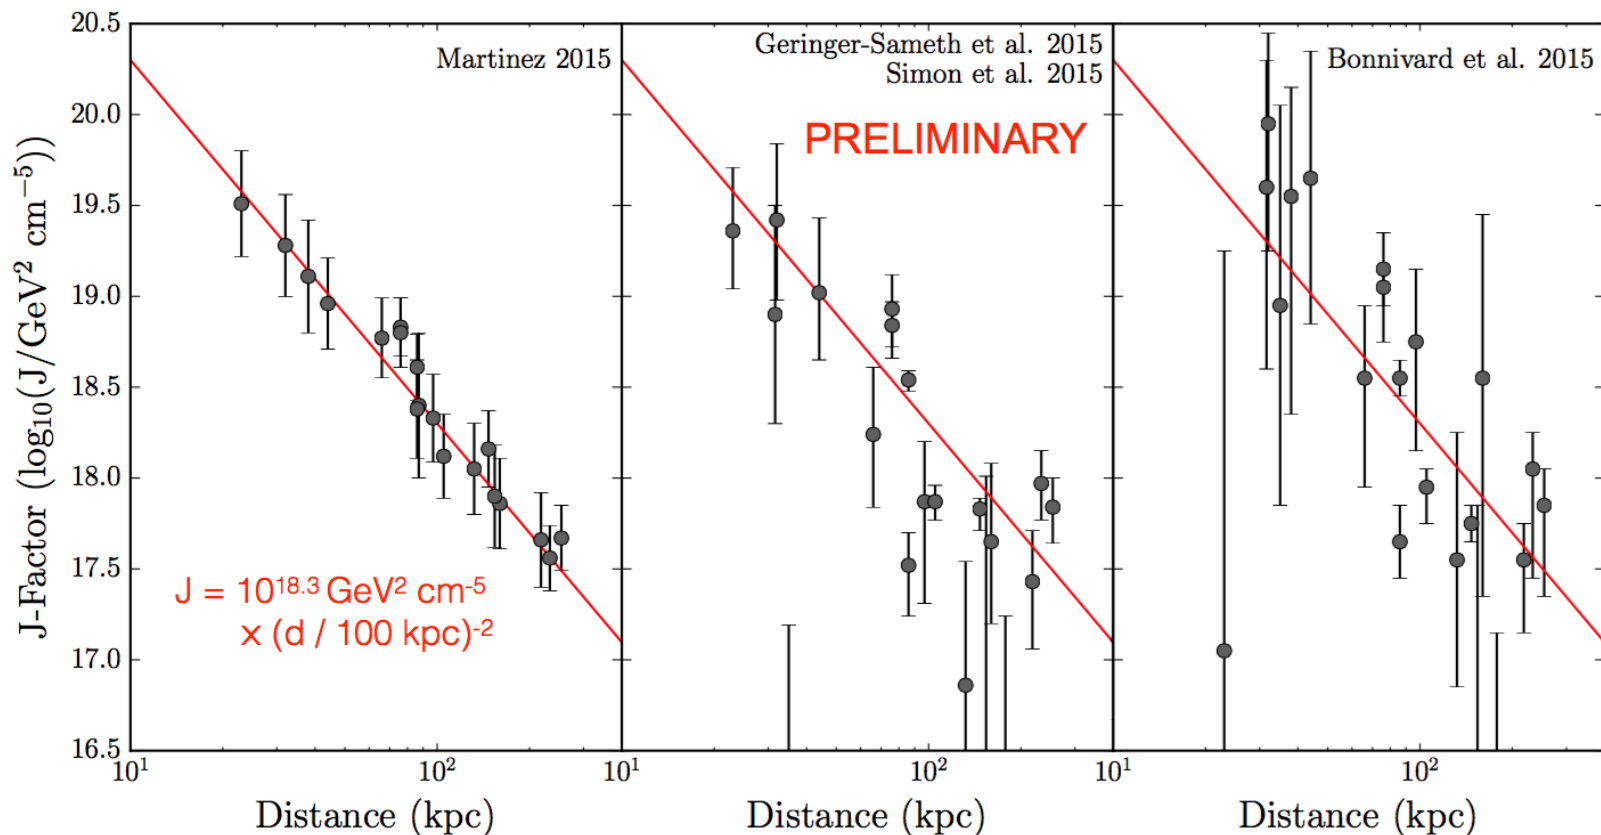 Martinez 2015
Geringer-Sameth et al. 2015
Simon et al. 2015
Bonnivard et al. 2015
PRELIMINARY
J-Factor (log₁₀(J/GeV² cm⁻⁵))
20.5
20.0
19.5
19.0
18.5
18.0
17.5
17.0
16.5
J = 10¹⁸·³ GeV² cm⁻⁵
× (d / 100 kpc)⁻²
10¹ 10² 10¹ 10² 10¹ 10²
Distance (kpc) Distance (kpc) Distance (kpc)